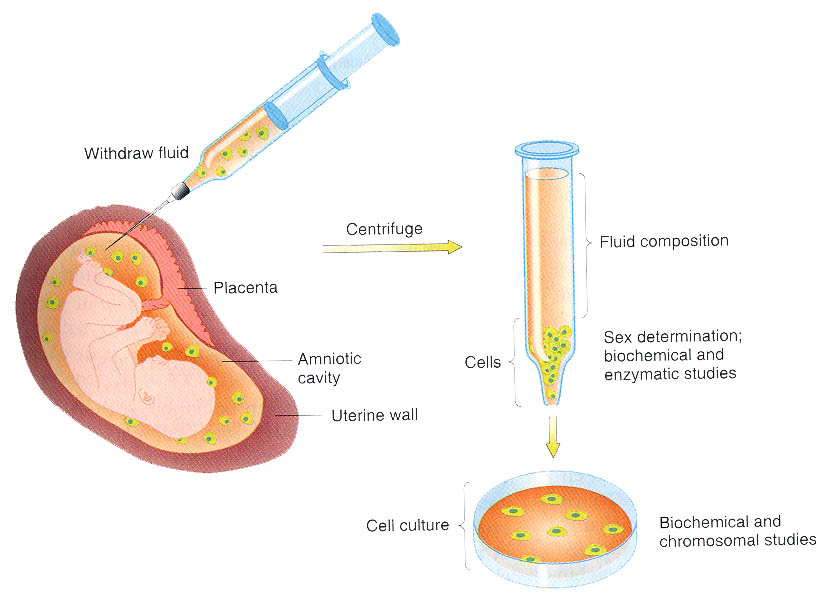 Withdraw fluid
Centrifuge
Fluid composition
Placenta
Sex determination;
biochemical and
enzymatic studies
Cells
Amniotic
cavity
Uterine wall
Cell culture
Biochemical and
chromosomal studies